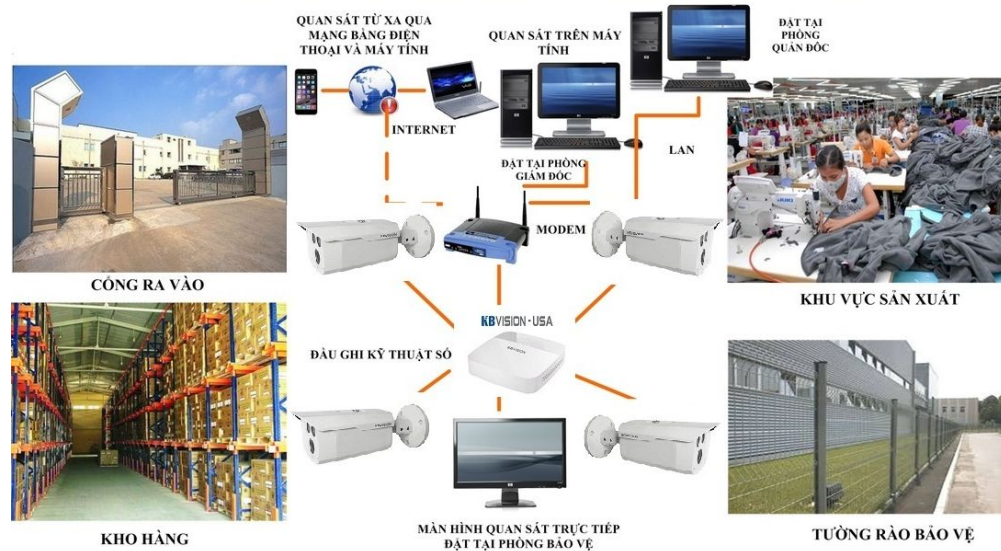 QUAN SÁT TỪ XA QUA
MẠNG BẰNG ĐIỆN
THOẠI VÀ MÁY TÍNH
QUAN SÁT TRÊN MÁY
TÍNH
ĐẶT TẠI
PHÒNG
QUẢN ĐỐC
INTERNET
ĐẶT TẠI PHÒNG
GIÁM ĐỐC
LAN
MODEM
CỔNG RA VÀO
KHU VỰC SẢN XUẤT
KBVISION-USA
ĐẦU GHI KỸ THUẬT SỐ
KHO HÀNG
MÀN HÌNH QUAN SÁT TRỰC TIẾP
ĐẶT TẠI PHÒNG BẢO VỆ
TƯỜNG RÀO BẢO VỆ